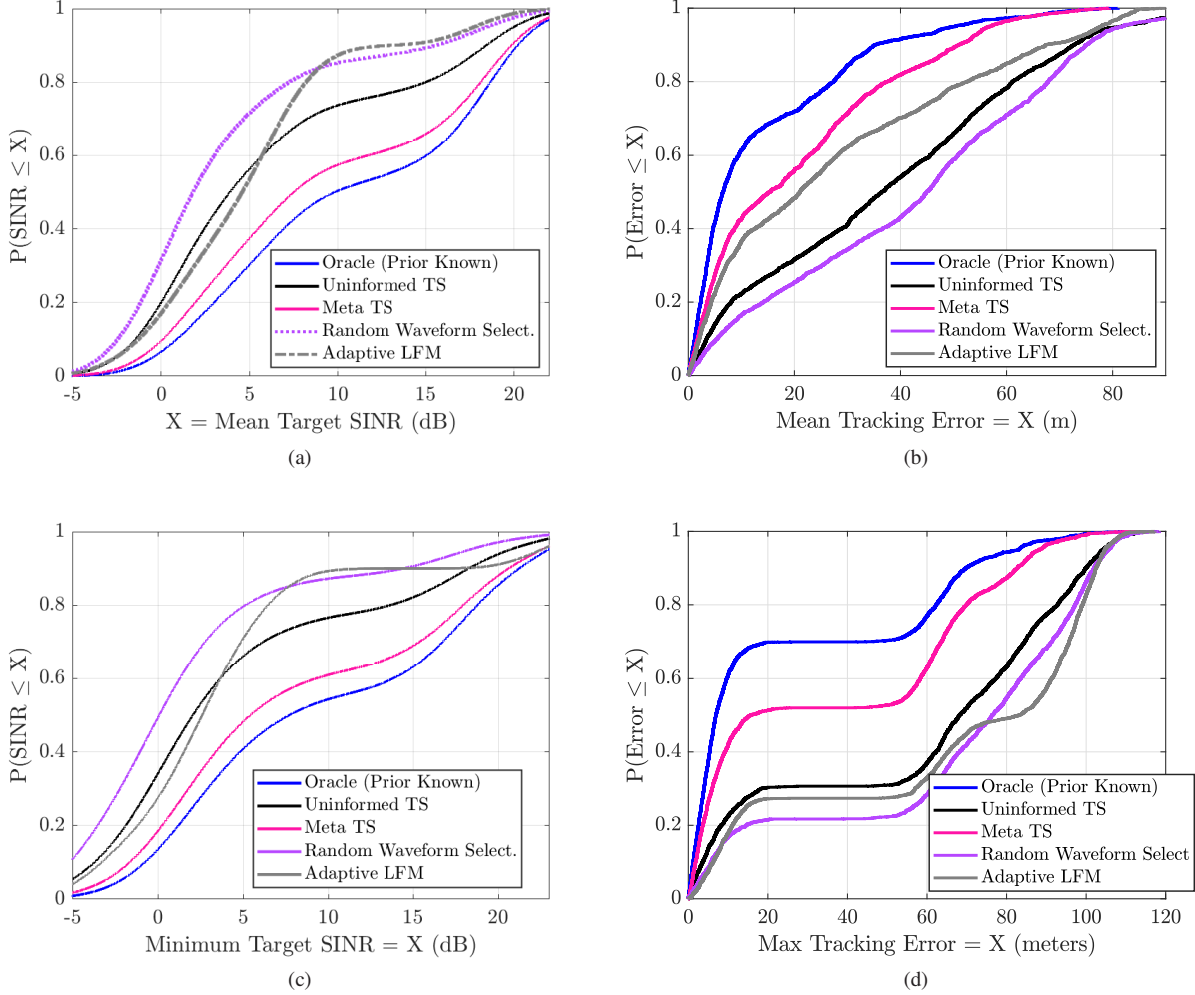 1
0.8
0.6
0.4
0.2
0
P(SINR ≤ X)
-5 0 5 10 15 20
X = Mean Target SINR (dB)
Oracle (Prior Known)
Uninformed TS
Meta TS
Random Waveform Select.
Adaptive LFM
(a)
1
0.8
0.6
0.4
0.2
0
P(Error ≤ X)
0 20 40 60 80
Mean Tracking Error = X (m)
Oracle (Prior Known)
Uninformed TS
Meta TS
Random Waveform Select.
Adaptive LFM
(b)
1
0.8
0.6
0.4
0.2
0
P(SINR ≤ X)
-5 0 5 10 15 20
Minimum Target SINR = X (dB)
Oracle (Prior Known)
Uninformed TS
Meta TS
Random Waveform Select.
Adaptive LFM
(c)
1
0.8
0.6
0.4
0.2
0
P(Error ≤ X)
0 20 40 60 80 100 120
Max Tracking Error = X (meters)
Oracle (Prior Known)
Uninformed TS
Meta TS
Random Waveform Select
Adaptive LFM
(d)